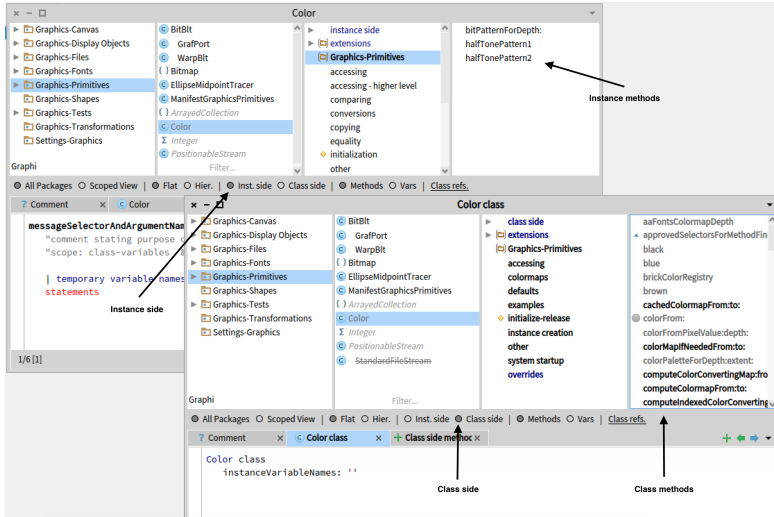 Color
Graphics-Canvas
Graphics-Display Objects
Graphics-Files
Graphics-Fonts
Graphics-Primitives
Graphics-Shapes
Graphics-Tests
Graphics-Transformations
Settings-Graphics
Graphi
BitBlt
GrafPort
WarpBlt
Bitmap
EllipseMidpointTracer
ManifestGraphicsPrimitives
ArrayedCollection
Color
Integer
PositionableStream
Filter...
instance side
extensions
Graphics-Primitives
accessing
accessing - higher level
comparing
conversions
copying
equality
initialization
other
bitPatternForDepth:
halfTonePattern1
halfTonePattern2
Instance methods
All Packages Scoped View | Flat Hier. | Inst. side Class side | Methods Vars | Class refs.
? Comment × Color
messageSelectorAndArgumentNam
"comment stating purpose o
"scope: class-variables &
| temporary variable names
statements
Instance side
1/6 [1]
Color class
Graphics-Canvas
Graphics-Display Objects
Graphics-Files
Graphics-Fonts
Graphics-Primitives
Graphics-Shapes
Graphics-Tests
Graphics-Transformations
Settings-Graphics
Graphi
BitBlt
GrafPort
WarpBlt
Bitmap
EllipseMidpointTracer
ManifestGraphicsPrimitives
ArrayedCollection
Color
Integer
PositionableStream
StandardFileStream
Filter...
class side
extensions
Graphics-Primitives
accessing
colormaps
defaults
examples
initialize-release
instance creation
other
system startup
overrides
aaFontsColormapDepth
approvedSelectorsForMethodFin
black
blue
brickColorRegistry
brown
cachedColormapFrom:to:
colorFrom:
colorFromPixelValue:depth:
colorMapIfNeededFrom:to:
colorPaletteForDepth:extent:
computeColorConvertingMap:fro
computeColormapFrom:to:
computeIndexedColorConverting
All Packages Scoped View | Flat Hier. | Inst. side Class side | Methods Vars | Class refs.
? Comment × Color class × Class side method ×
Color class
instanceVariableNames: ''
Class side
Class methods